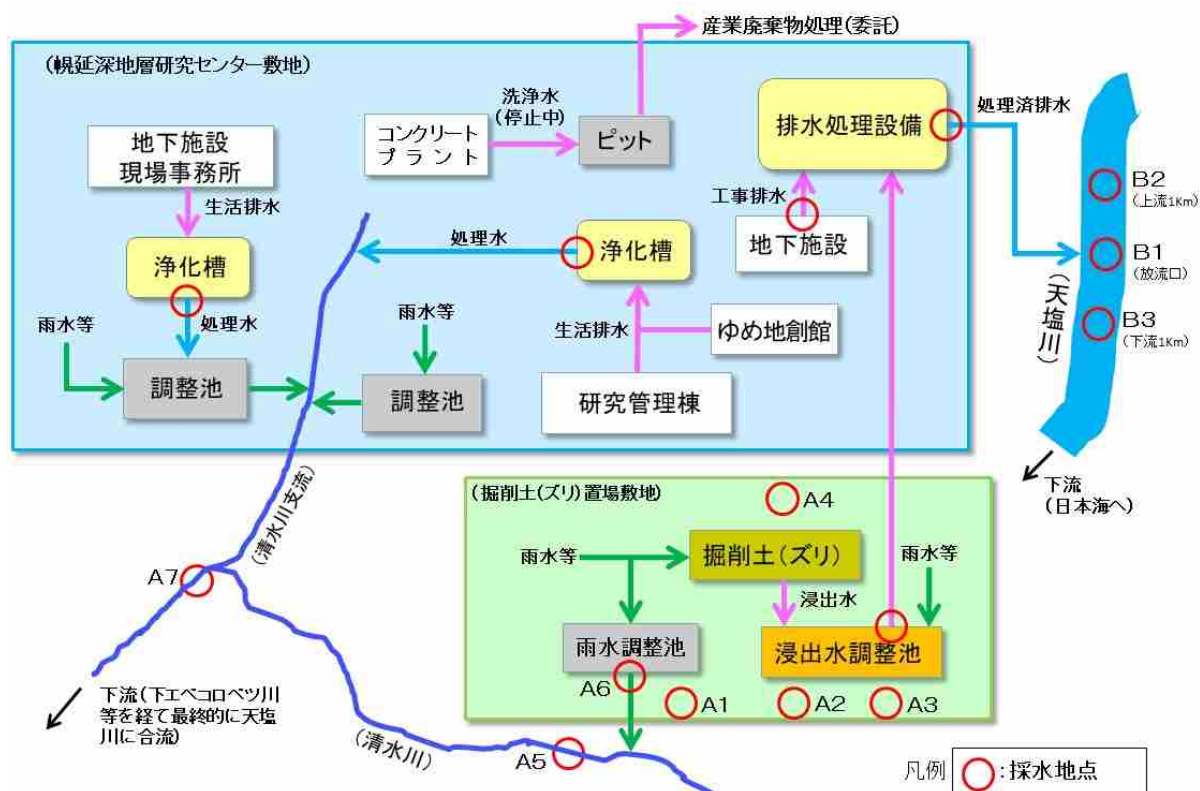 産業廃棄物処理(委託)
(幌延深地層研究センター敷地)
地下施設
現場事務所
生活排水
浄化槽
処理水
雨水等
調整池
コンクリート
プラント
洗浄水
(停止中)
ピット
処理水
浄化槽
雨水等
調整池
生活排水
ゆめ地創館
研究管理棟
排水処理設備
工事排水
地下施設
処理済排水
B2
(上流1Km)
B1
(放流口)
B3
(下流1Km)
(天塩川)
下流
(日本海へ)
(清水川支流)
(掘削土(ズリ)置場敷地)
A4
雨水等
掘削土(ズリ)
雨水等
浸出水
雨水調整池
浸出水調整池
A6
A1
A2
A3
A7
下流(下エベコロベツ川
等を経て最終的に天塩
川に合流)
(清水川)
A5
凡例
:採水地点